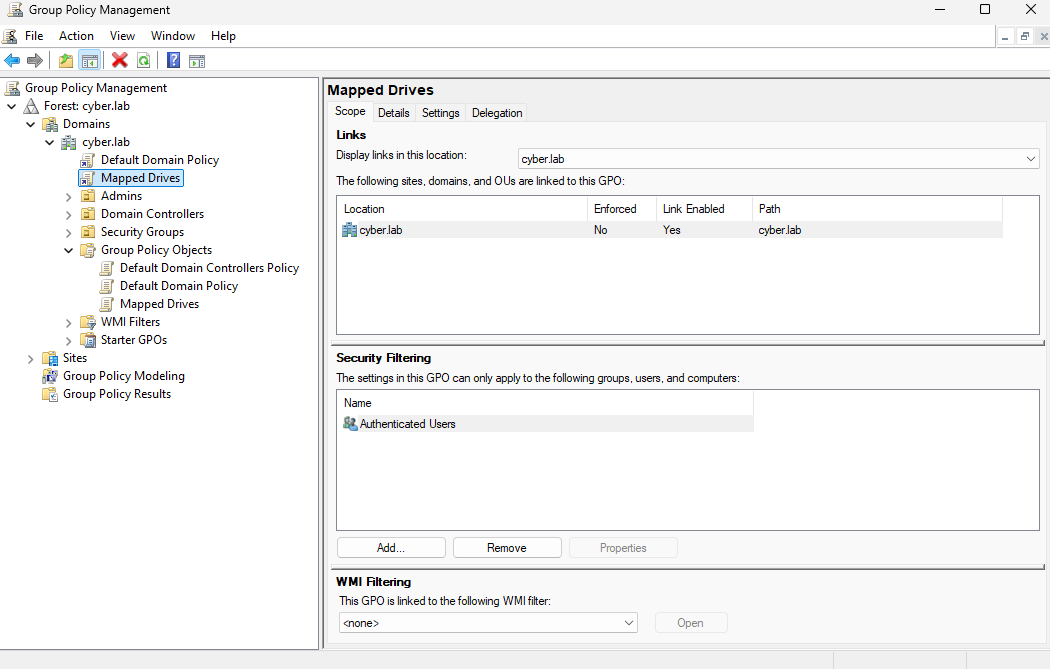 Group Policy Management
File Action View Window Help
Group Policy Management
Forest: cyber.lab
Domains
cyber.lab
Default Domain Policy
Mapped Drives
Admins
Domain Controllers
Security Groups
Group Policy Objects
Default Domain Controllers Policy
Default Domain Policy
Mapped Drives
WMI Filters
Starter GPOs
Sites
Group Policy Modeling
Group Policy Results
Mapped Drives
Scope Details Settings Delegation
Links
Display links in this location: cyber.lab
The following sites, domains, and OUs are linked to this GPO:
Location Enforced Link Enabled Path
cyber.lab No Yes cyber.lab
Security Filtering
The settings in this GPO can only apply to the following groups, users, and computers:
Name
Authenticated Users
Add... Remove Properties
WMI Filtering
This GPO is linked to the following WMI filter:
<none> Open